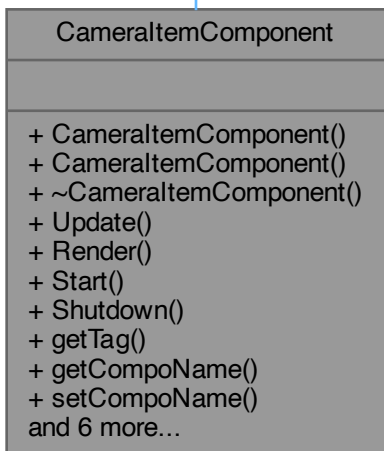 CameraItemComponent
+ CameraItemComponent()
+ CameraItemComponent()
+ ~CameraItemComponent()
+ Update()
+ Render()
+ Start()
+ Shutdown()
+ getTag()
+ getCompoName()
+ setCompoName()
and 6 more...